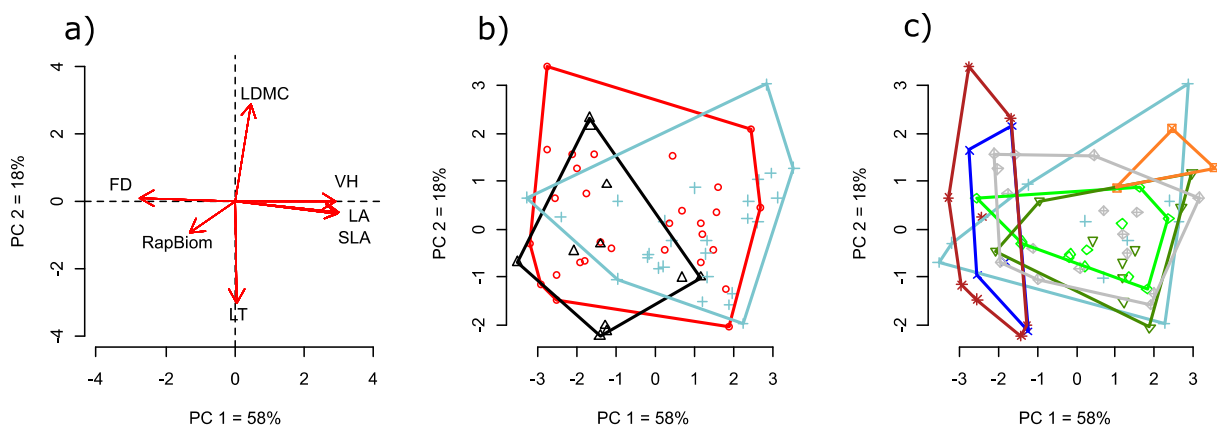 a)
4
2
0
-2
-4
-4
-2
0
2
4
PC 2 = 18%
PC 1 = 58%
LDMC
FD
VH
LA
SLA
RapBiom
LT
b)
3
2
1
0
-1
-2
-3
-2
-1
0
1
2
3
PC 2 = 18%
PC 1 = 58%
c)
3
2
1
0
-1
-2
-3
-2
-1
0
1
2
3
PC 2 = 18%
PC 1 = 58%